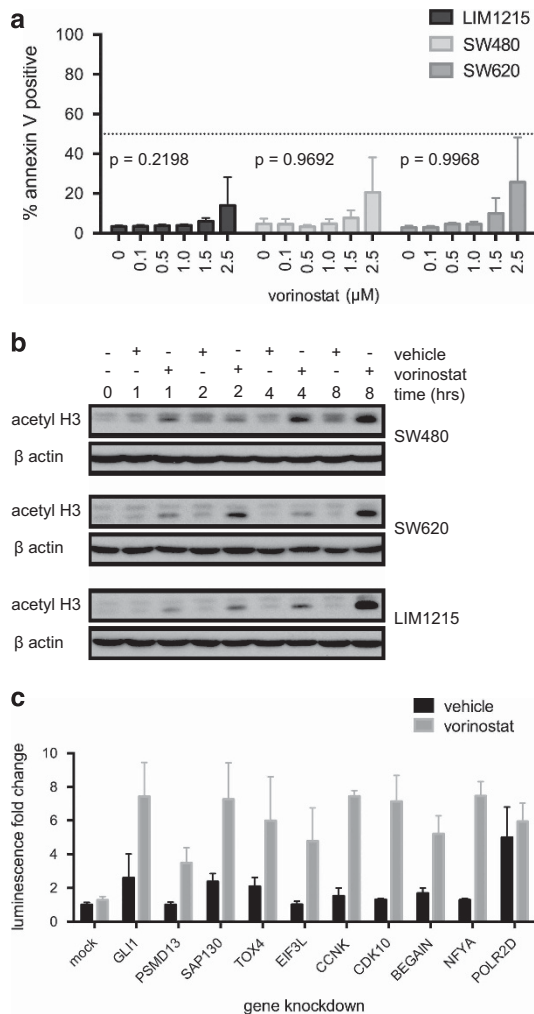 a
LIM1215
SW480
SW620
% annexin V positive
100
80
60
40
20
0
p = 0.2198
p = 0.9692
p = 0.9968
0 0.1 0.5 1.0 1.5 2.5 0 0.1 0.5 1.0 1.5 2.5 0 0.1 0.5 1.0 1.5 2.5
vorinostat (µM)
b
- + - + - + - + - vehicle
- - + - + - + - + vorinostat
0 1 1 2 2 4 4 8 8 time (hrs)
acetyl H3
SW480
β actin
acetyl H3
SW620
β actin
acetyl H3
LIM1215
β actin
c
vehicle
vorinostat
luminescence fold change
10
8
6
4
2
0
mock GLI1 PSMD13 SAP130 TOX4 EIF3L CCNK CDK10 BEGAIN NFYA POLR2D
gene knockdown